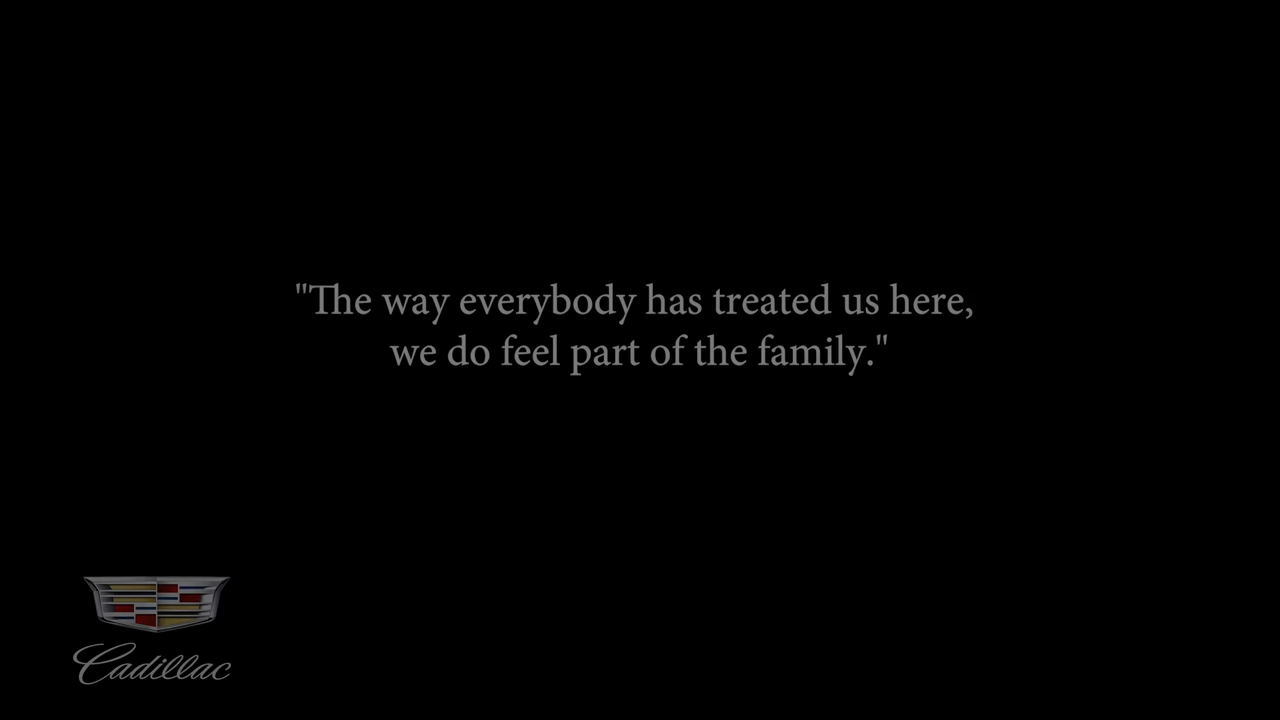 "The way everybody has treated us here,
we do feel part of the family."
Cadillac